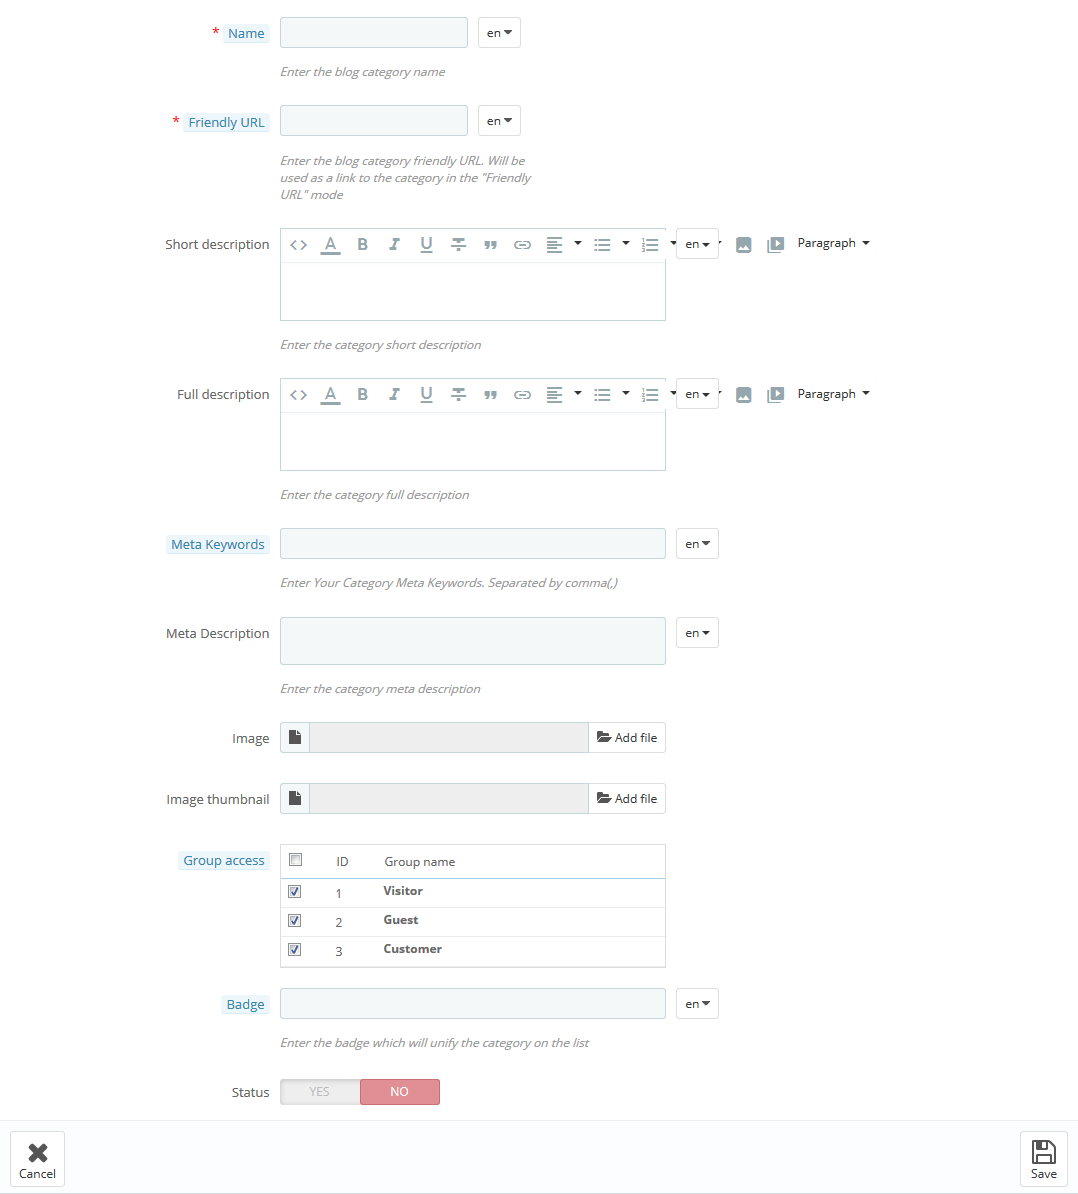 * Name en
Enter the blog category name
* Friendly URL en
Enter the blog category friendly URL. Will be
used as a link to the category in the "Friendly
URL" mode
Short description A B I U en Paragraph
Enter the category short description
Full description A B I U en Paragraph
Enter the category full description
Meta Keywords en
Enter Your Category Meta Keywords. Separated by comma(,)
Meta Description en
Enter the category meta description
Image Add file
Image thumbnail Add file
Group access ID Group name
1 Visitor
2 Guest
3 Customer
Badge en
Enter the badge which will unify the category on the list
Status YES NO
Cancel Save